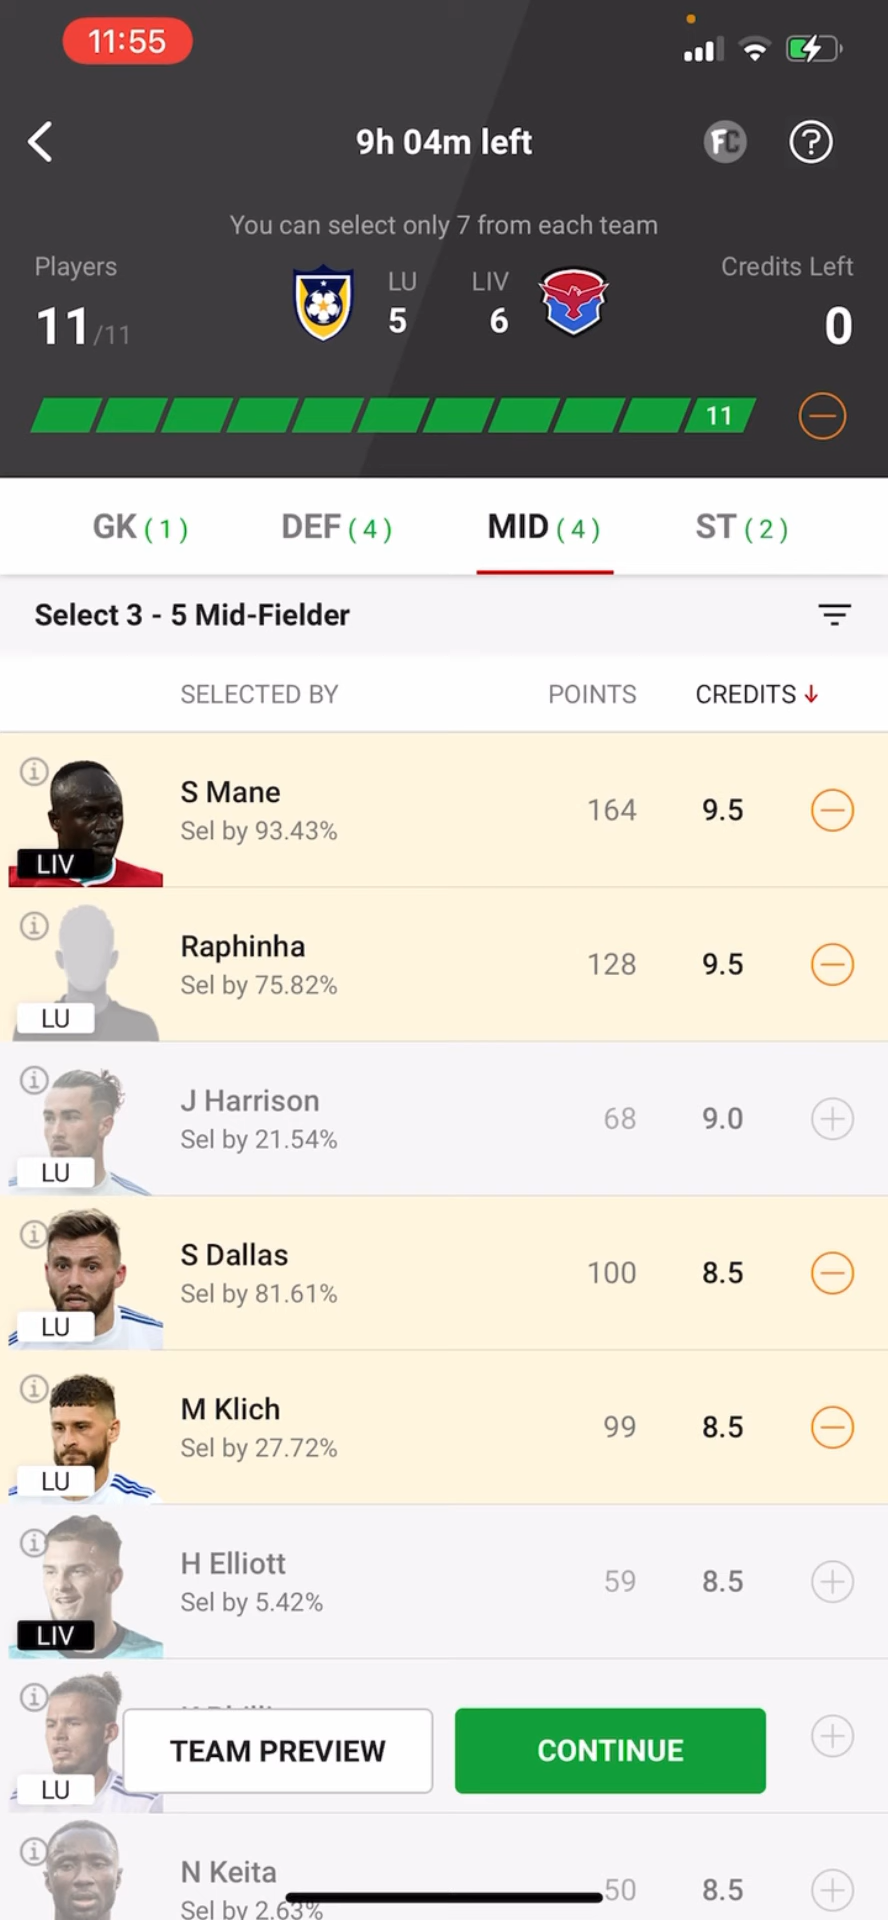 11:55
9h 04m left
FC
?
You can select only 7 from each team
Players
LU
LIV
Credits Left
11/11
5
6
0
11
GK ( 1 )
DEF ( 4 )
MID ( 4 )
ST ( 2 )
Select 3 - 5 Mid-Fielder
SELECTED BY
POINTS
CREDITS
S Mane
Sel by 93.43%
164
9.5
LIV
Raphinha
Sel by 75.82%
128
9.5
LU
J Harrison
Sel by 21.54%
68
9.0
LU
S Dallas
Sel by 81.61%
100
8.5
LU
M Klich
Sel by 27.72%
99
8.5
LU
H Elliott
Sel by 5.42%
59
8.5
LIV
TEAM PREVIEW
CONTINUE
LU
N Keita
Sel by 2.63%
50
8.5